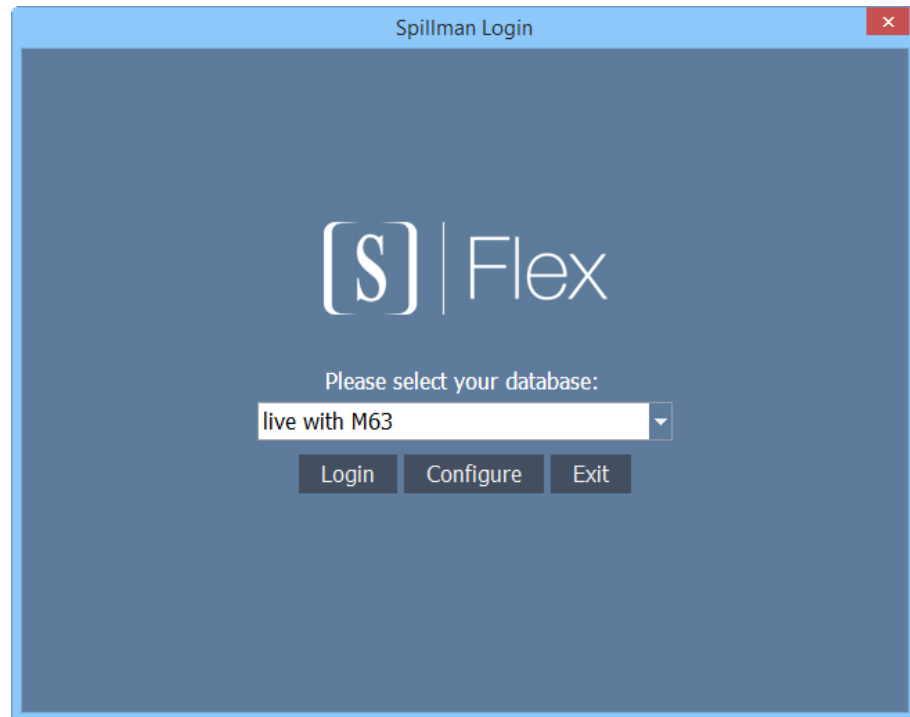 Spillman Login
[S] Flex
Please select your database:
live with M63
Login Configure Exit